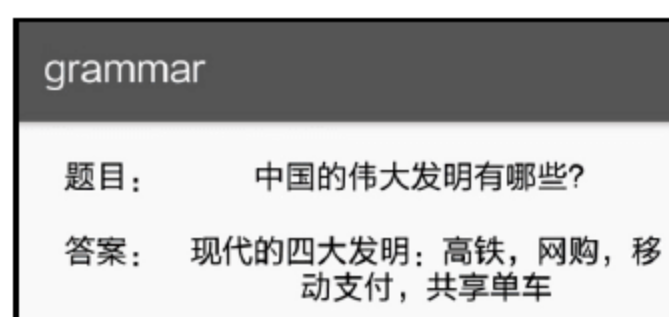 grammar
题目： 中国的伟大发明有哪些?
答案： 现代的四大发明：高铁，网购，移
动支付，共享单车